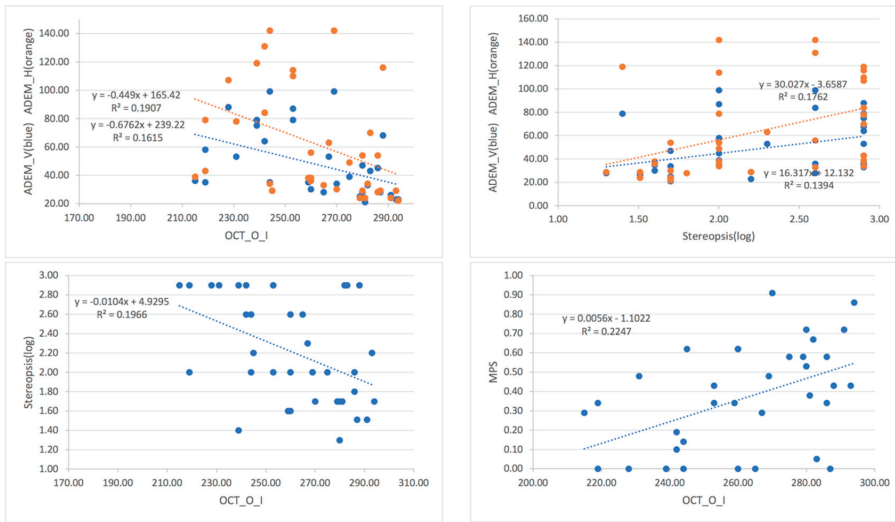 ADEM_V(blue)  ADEM_H(orange)
140.00
120.00
100.00
80.00
60.00
40.00
20.00
y = -0.449x + 165.42
R² = 0.1907
y = -0.6762x + 239.22
R² = 0.1615
170.00 190.00 210.00 230.00 250.00 270.00 290.00
OCT_O_I
ADEM_V(blue)  ADEM_H(orange)
140.00
120.00
100.00
80.00
60.00
40.00
20.00
0.00
y = 30.027x - 3.6587
R² = 0.1762
y = 16.317x + 12.132
R² = 0.1394
1.00 1.50 2.00 2.50 3.00
Stereopsis(log)
Stereopsis(log)
3.00
2.80
2.60
2.40
2.20
2.00
1.80
1.60
1.40
1.20
1.00
y = -0.0104x + 4.9295
R² = 0.1966
170.00 190.00 210.00 230.00 250.00 270.00 290.00 310.00
OCT_O_I
MPS
1.00
0.90
0.80
0.70
0.60
0.50
0.40
0.30
0.20
0.10
0.00
y = 0.0056x - 1.1022
R² = 0.2247
200.00 220.00 240.00 260.00 280.00 300.00
OCT_O_I